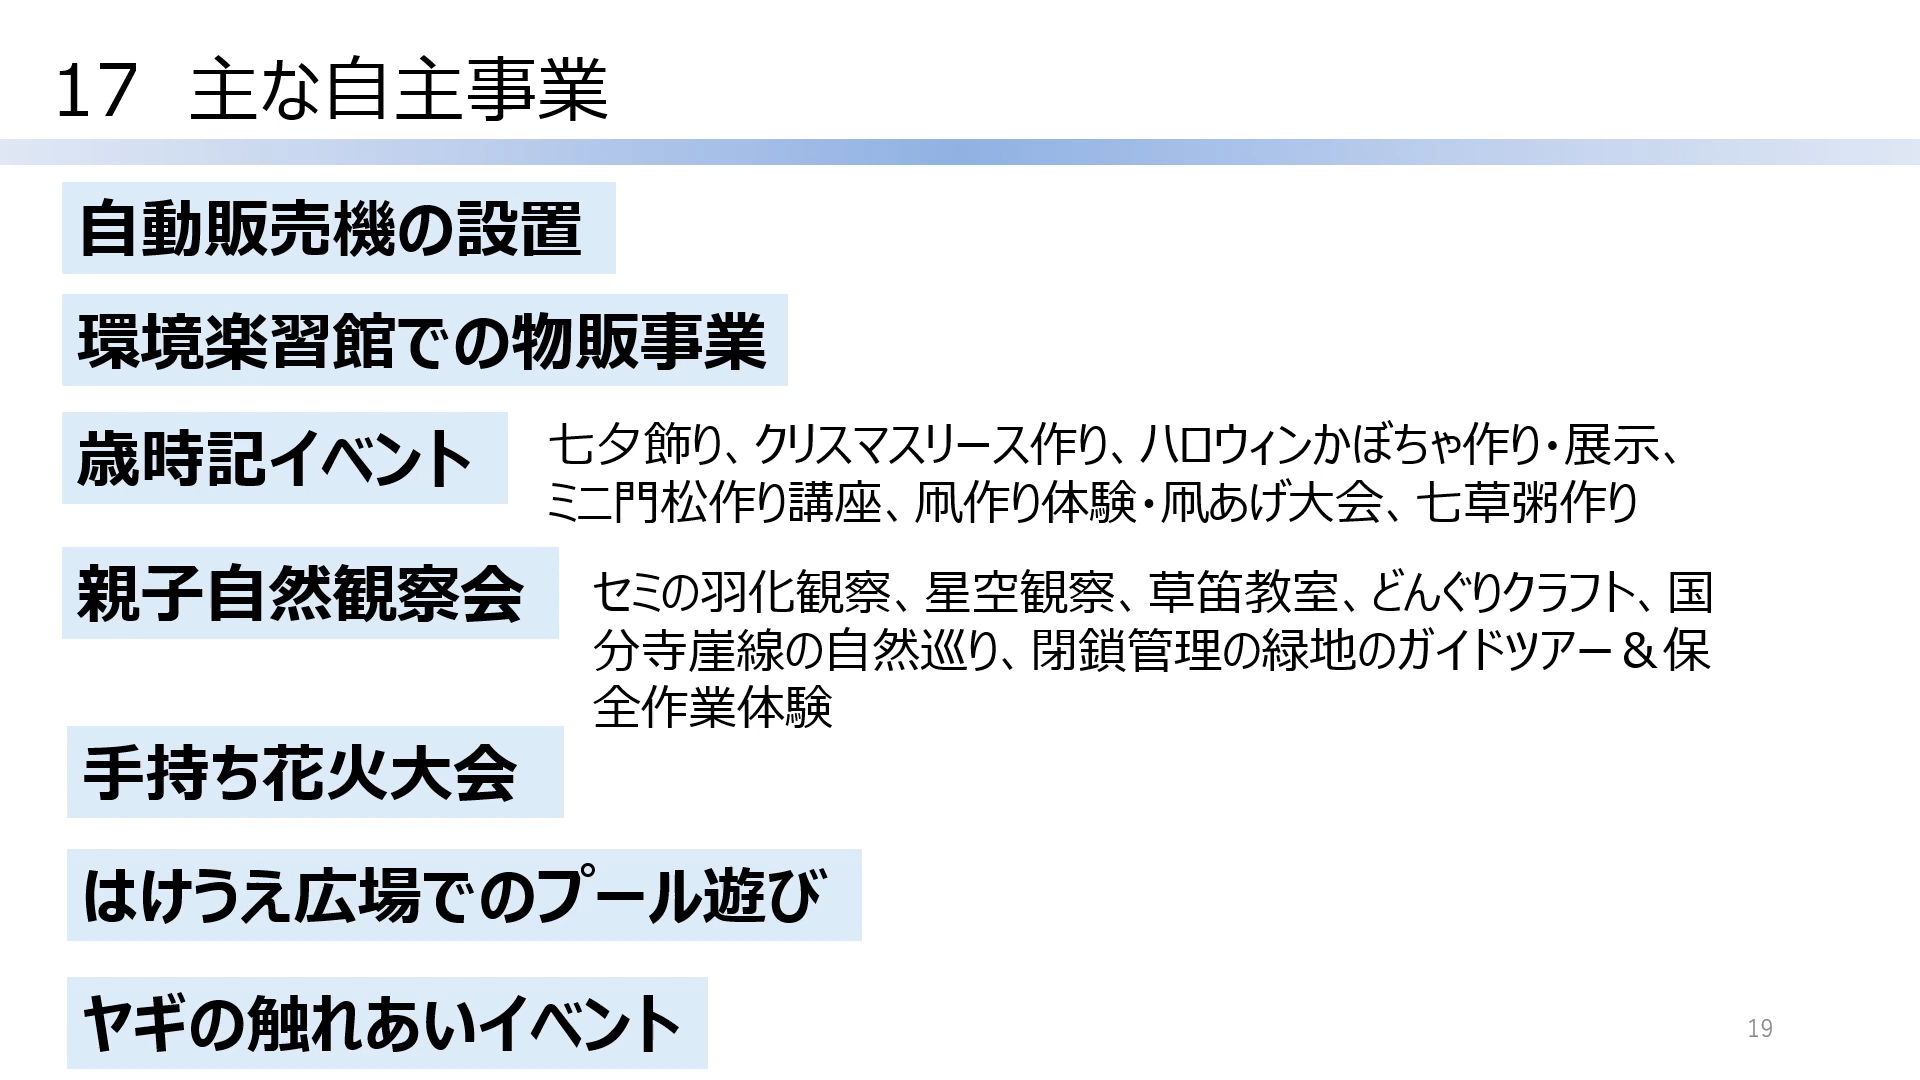 17　主な自主事業
自動販売機の設置
環境楽習館での物販事業
歳時記イベント
七夕飾り、クリスマスリース作り、ハロウィンかぼちゃ作り・展示、
ミニ門松作り講座、凧作り体験・凧あげ大会、七草粥作り
親子自然観察会
セミの羽化観察、星空観察、草笛教室、どんぐりクラフト、国
分寺崖線の自然巡り、閉鎖管理の緑地のガイドツアー＆保
全作業体験
手持ち花火大会
はけうえ広場でのプール遊び
ヤギの触れあいイベント
19